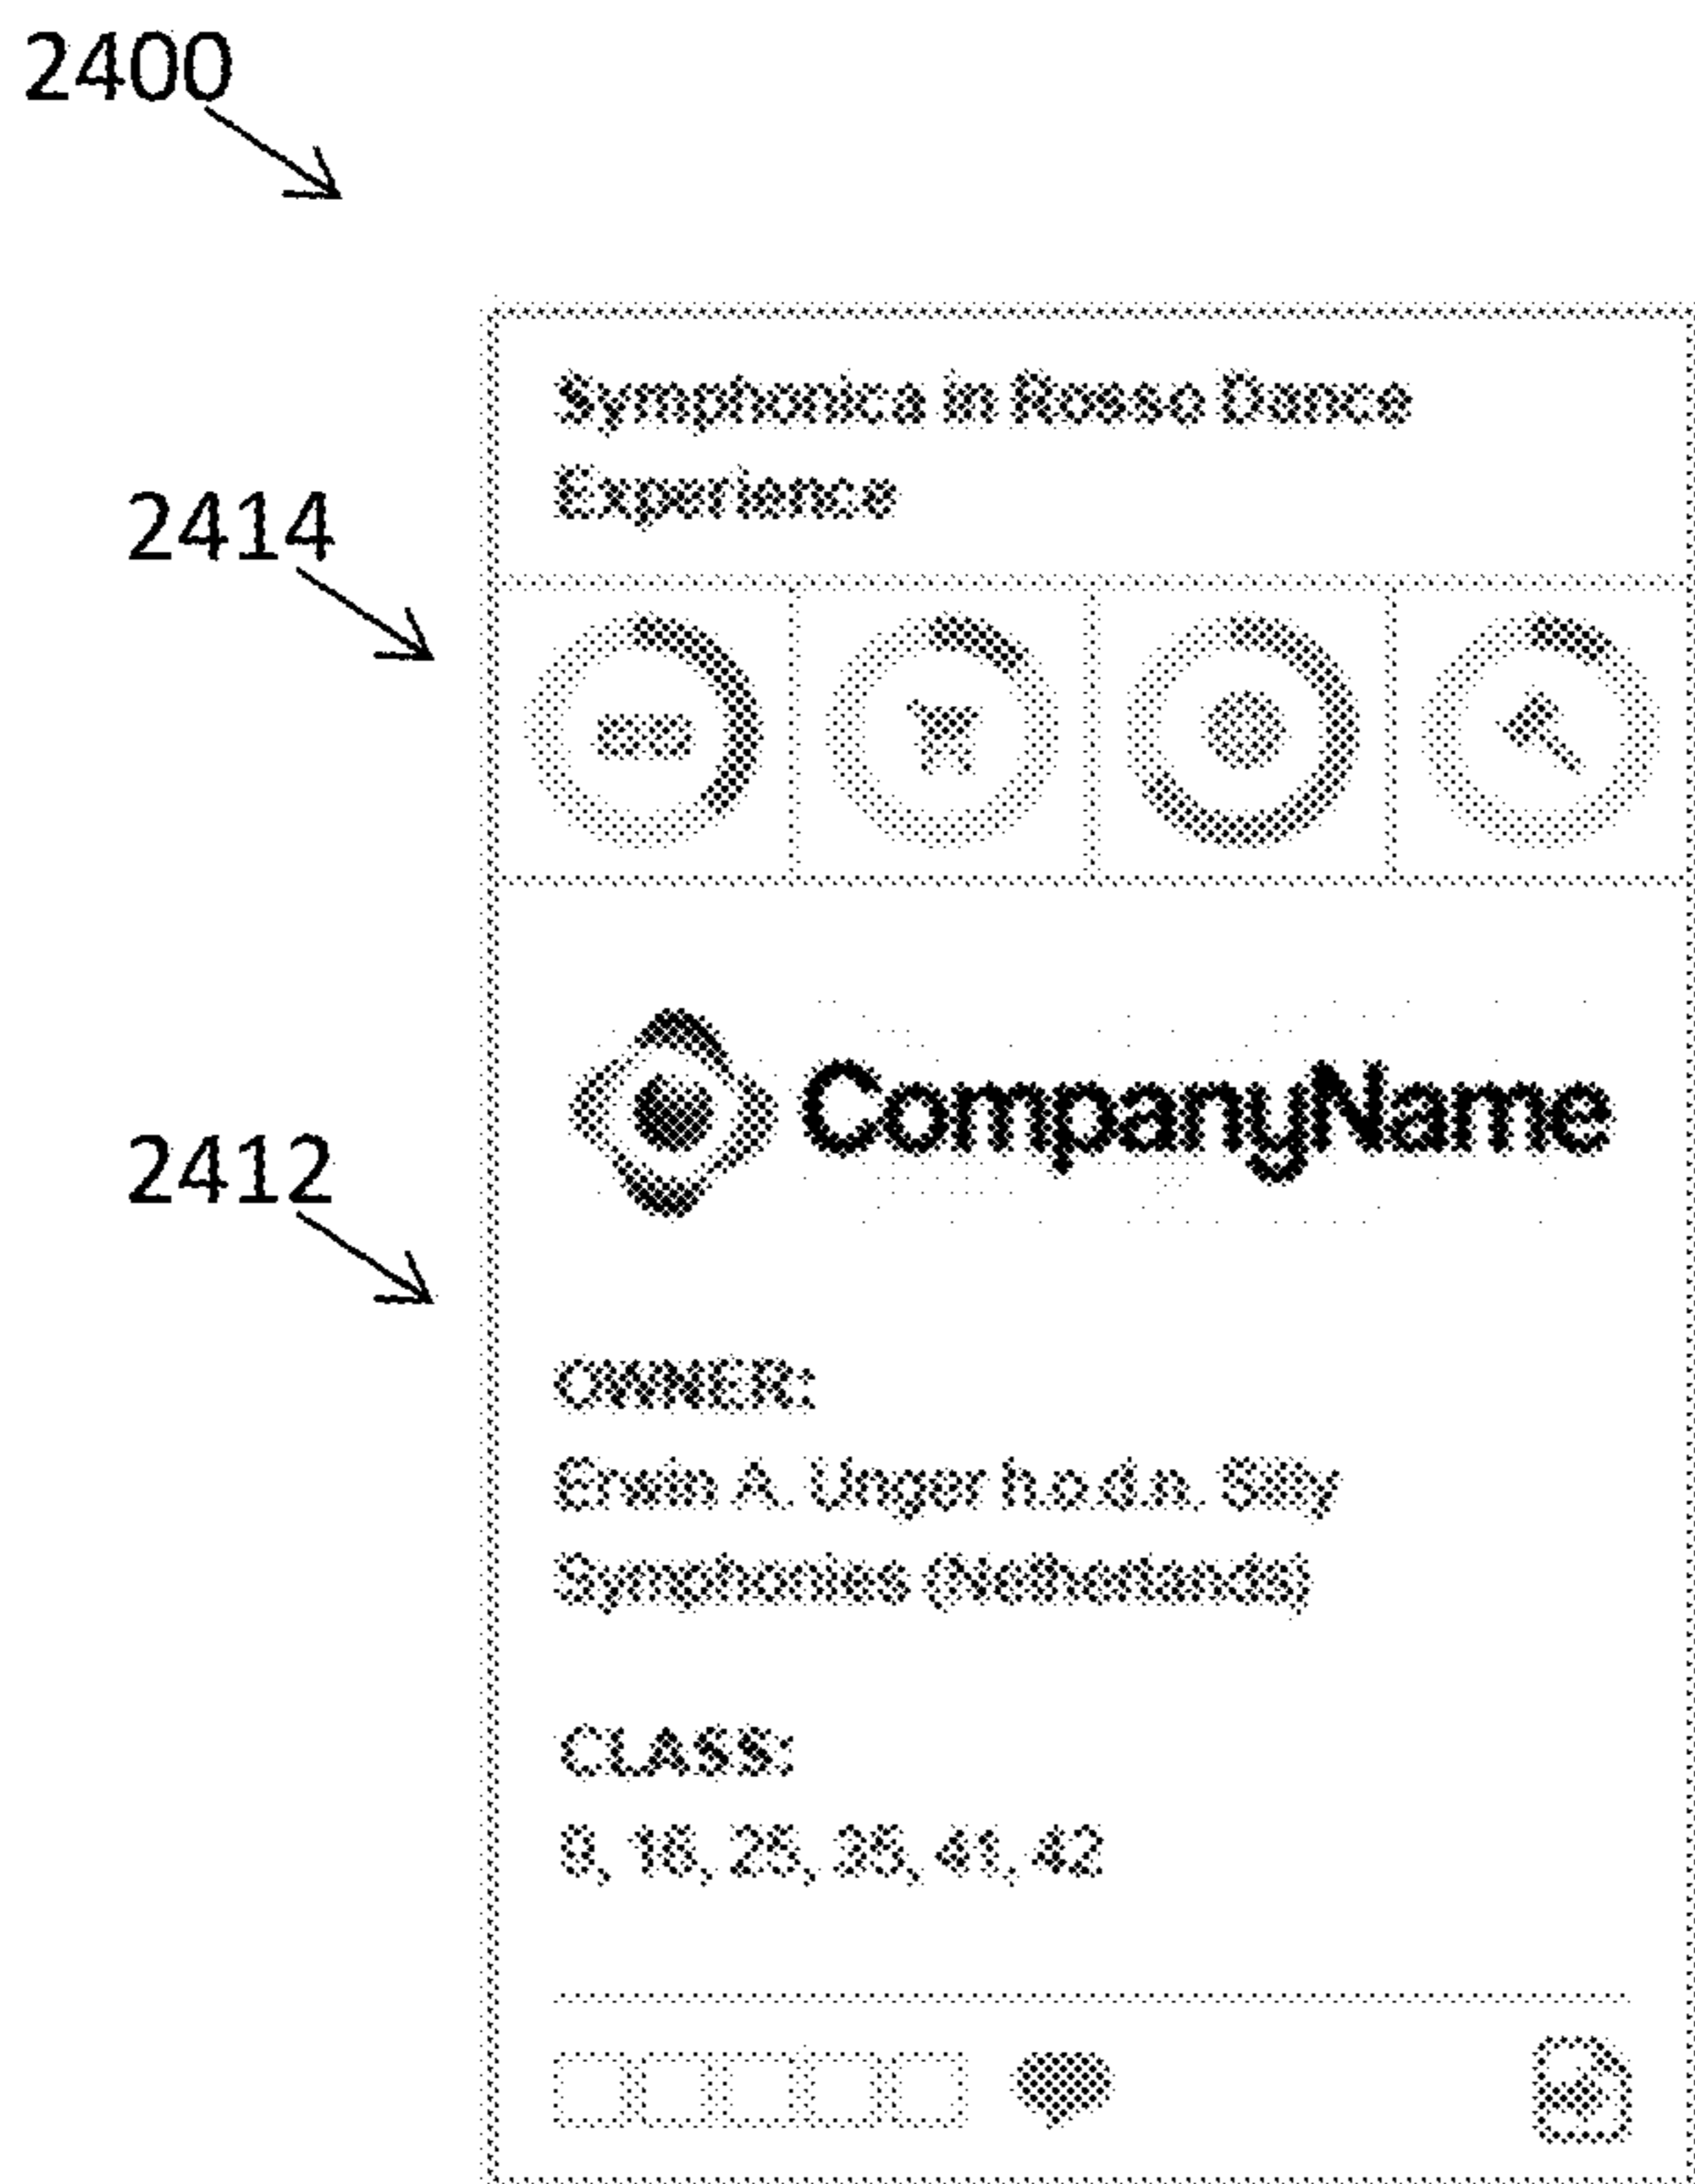 2400
Symphonica in Rosso Dance
Experience
2414
CompanyName
2412
OWNER:
Erwin A. Unger h.o.d.n. Silly
Symphonies (Netherlands)
CLASS:
9, 16, 25, 35, 41, 42